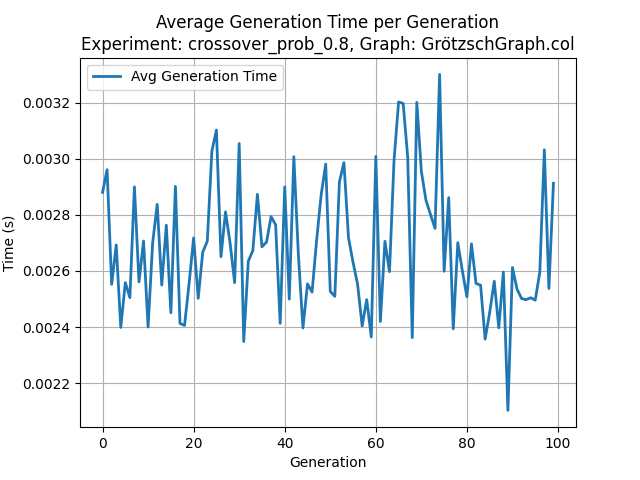 Average Generation Time per Generation
Experiment: crossover_prob_0.8, Graph: GrötzschGraph.col
Avg Generation Time
Time (s)
0.0032
0.0030
0.0028
0.0026
0.0024
0.0022
0 20 40 60 80 100
Generation